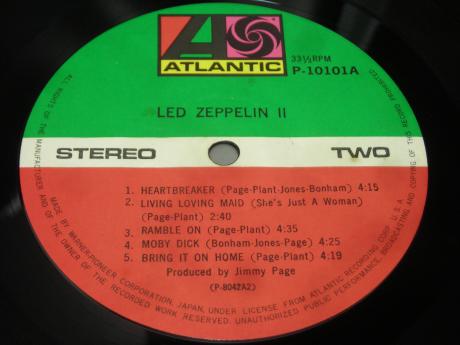 ATLANTIC
33⅓RPM
P-10101A
LED ZEPPELIN II
STEREO
TWO
1. HEARTBREAKER (Page-Plant-Jones-Bonham) 4:15
2. LIVING LOVING MAID (She's Just A Woman)
(Page-Plant) 2:40
3. RAMBLE ON (Page-Plant) 4:35
4. MOBY DICK (Bonham-Jones-Page) 4:25
5. BRING IT ON HOME (Page-Plant) 4:19
Produced by Jimmy Page
(P-8042A2)
MADE BY WARNER-PIONEER CORPORATION, JAPAN, UNDER LICENSE FROM ATLANTIC RECORDING CORP. U.S.A.
ALL RIGHTS OF THE MANUFACTURER AND OF THE OWNER OF THE RECORDED WORK RESERVED. UNAUTHORIZED PUBLIC PERFORMANCE, BROADCASTING AND COPYING OF THIS RECORD PROHIBITED.